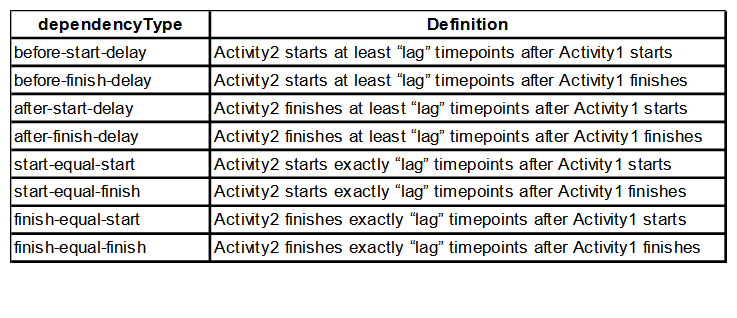 dependencyType Definition
before-start-delay Activity2 starts at least “lag” timepoints after Activity1 starts
before-finish-delay Activity2 starts at least “lag” timepoints after Activity1 finishes
after-start-delay Activity2 finishes at least “lag” timepoints after Activity1 starts
after-finish-delay Activity2 finishes at least “lag” timepoints after Activity1 finishes
start-equal-start Activity2 starts exactly “lag” timepoints after Activity1 starts
start-equal-finish Activity2 starts exactly “lag” timepoints after Activity1 finishes
finish-equal-start Activity2 finishes exactly “lag” timepoints after Activity1 starts
finish-equal-finish Activity2 finishes exactly “lag” timepoints after Activity1 finishes